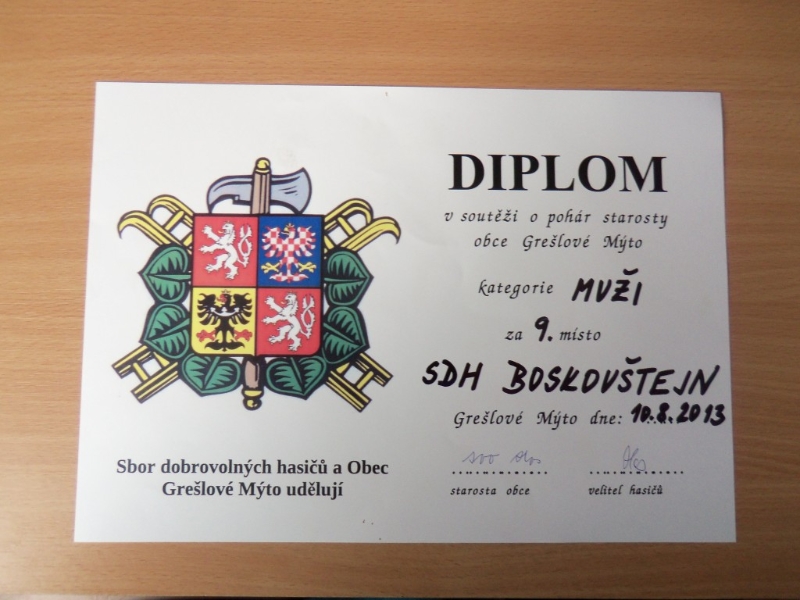 DIPLOM
v soutěži o pohár starosty
obce Grešlové Mýto
kategorie MUŽI
za 9. místo
SDH BOSKOVŠTEJN
Grešlové Mýto dne: 10.8.2013
starosta obce
velitel hasičů
Sbor dobrovolných hasičů a Obec
Grešlové Mýto udělují